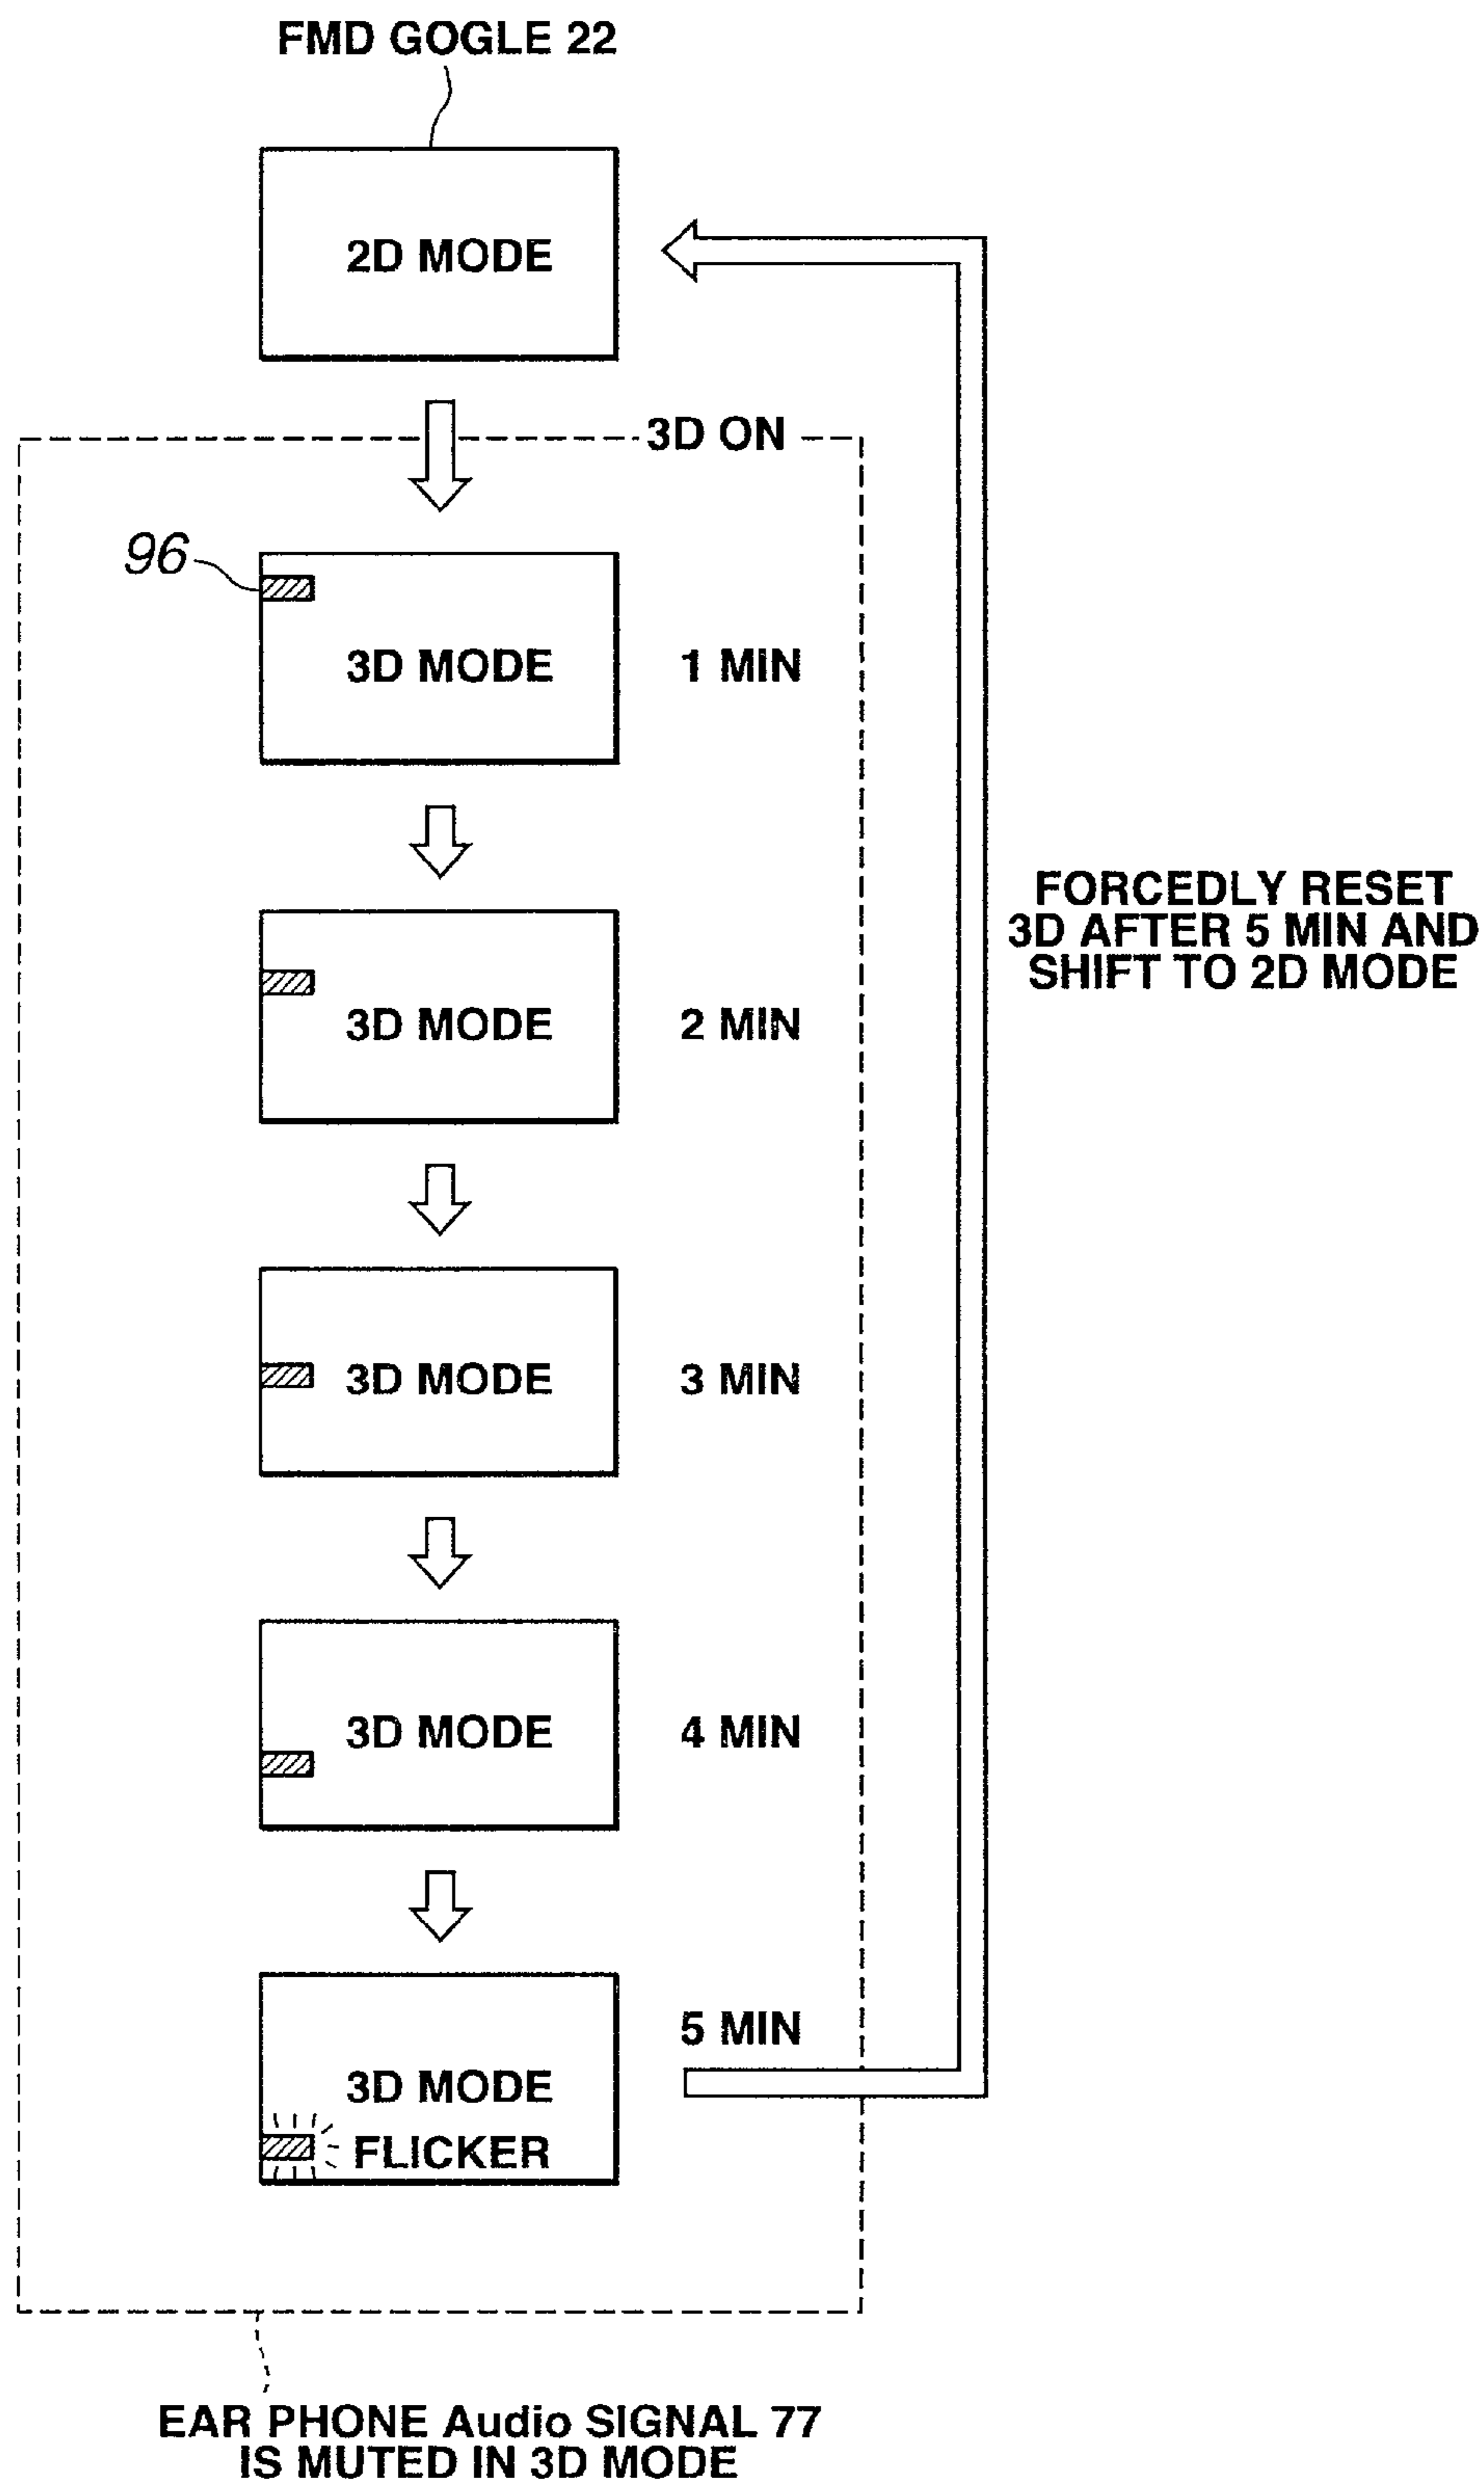 FMD GOGLE 22
2D MODE
3D ON
96
3D MODE
1 MIN
3D MODE
2 MIN
3D MODE
3 MIN
3D MODE
4 MIN
5 MIN
3D MODE
FLICKER
FORCEDLY RESET
3D AFTER 5 MIN AND
SHIFT TO 2D MODE
EAR PHONE Audio SIGNAL 77
IS MUTED IN 3D MODE